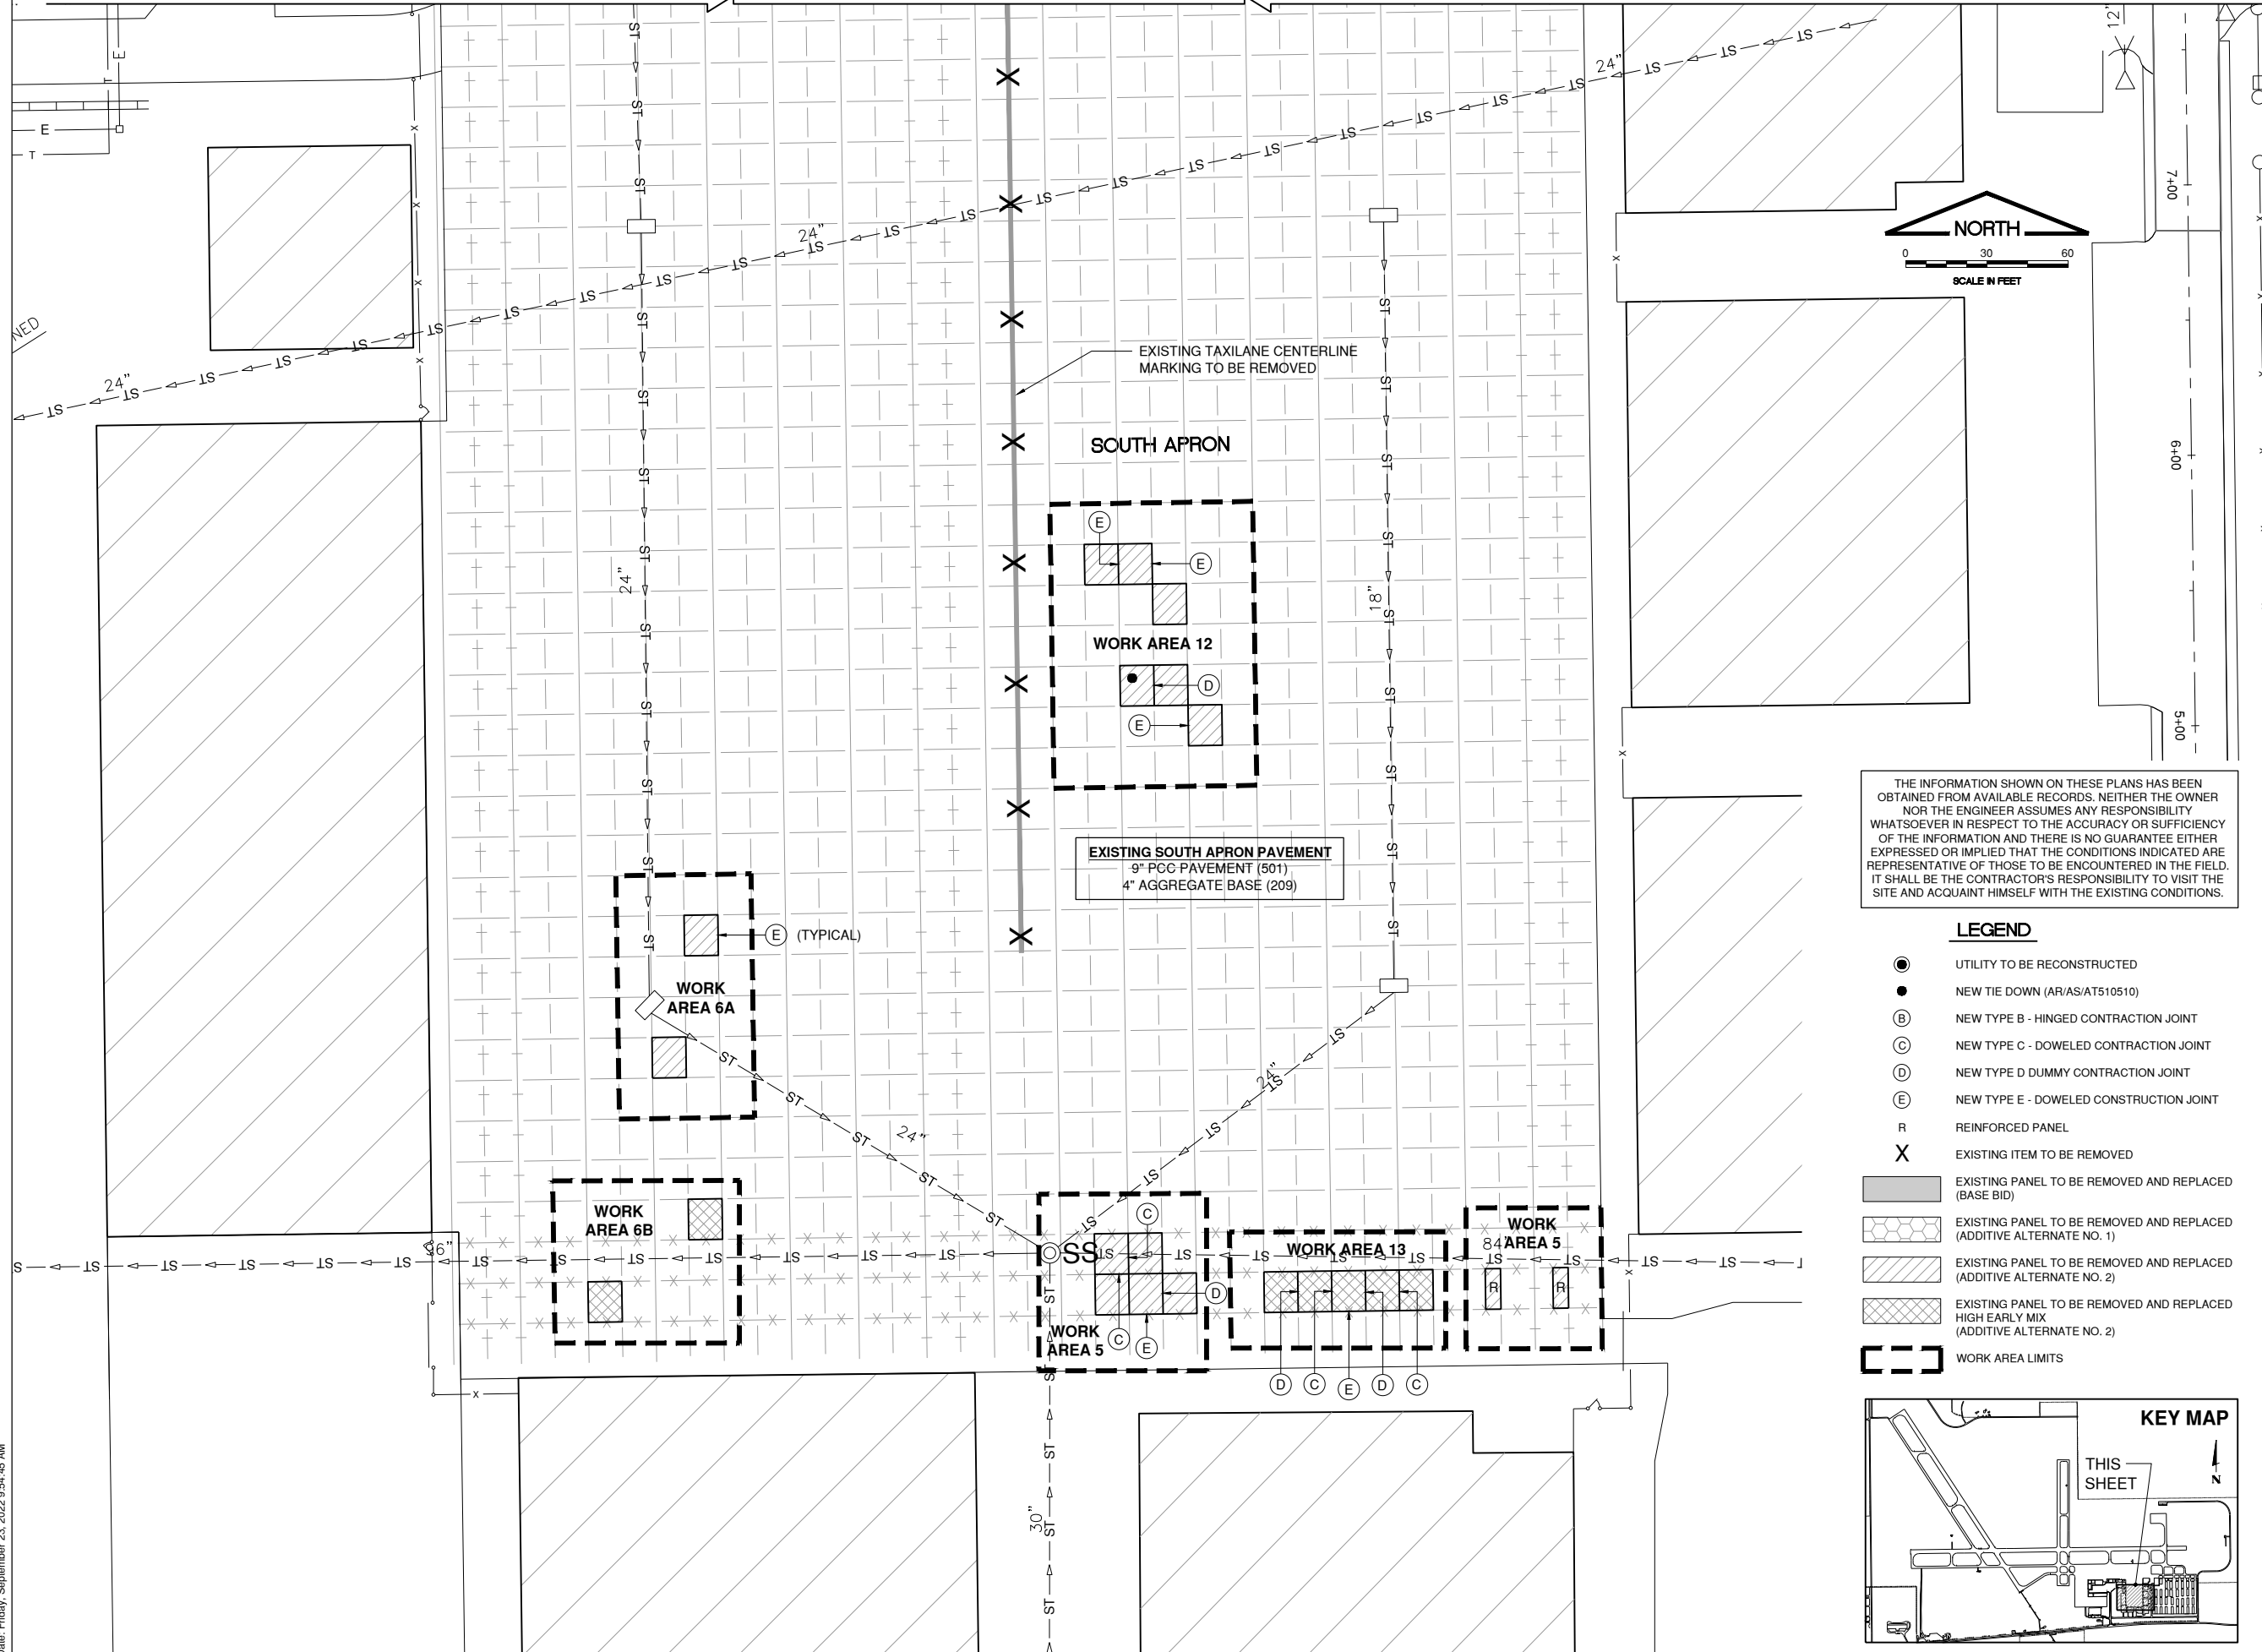 12"
E
T
E
T
24"
7+00
NORTH
0 30 60
SCALE IN FEET
24"
24"
EXISTING TAXILANE CENTERLINE
MARKING TO BE REMOVED
SOUTH APRON
6+00
E
E
24"
18"
WORK AREA 12
D
E
5+00
THE INFORMATION SHOWN ON THESE PLANS HAS BEEN
OBTAINED FROM AVAILABLE RECORDS. NEITHER THE OWNER
NOR THE ENGINEER ASSUMES ANY RESPONSIBILITY
WHATSOEVER IN RESPECT TO THE ACCURACY OR SUFFICIENCY
OF THE INFORMATION AND THERE IS NO GUARANTEE EITHER
EXPRESSED OR IMPLIED THAT THE CONDITIONS INDICATED ARE
REPRESENTATIVE OF THOSE TO BE ENCOUNTERED IN THE FIELD.
IT SHALL BE THE CONTRACTOR'S RESPONSIBILITY TO VISIT THE
SITE AND ACQUAINT HIMSELF WITH THE EXISTING CONDITIONS.
EXISTING SOUTH APRON PAVEMENT
9" PCC PAVEMENT (501)
4" AGGREGATE BASE (209)
E (TYPICAL)
WORK
AREA 6A
24"
24"
WORK
AREA 6B
SS
C
C
E
D
WORK
AREA 5
WORK AREA 13
D C E D C
WORK
AREA 5
84"
R R
30"
LEGEND
UTILITY TO BE RECONSTRUCTED
NEW TIE DOWN (AR/AS/AT510510)
B NEW TYPE B - HINGED CONTRACTION JOINT
C NEW TYPE C - DOWELED CONTRACTION JOINT
D NEW TYPE D DUMMY CONTRACTION JOINT
E NEW TYPE E - DOWELED CONSTRUCTION JOINT
R REINFORCED PANEL
X EXISTING ITEM TO BE REMOVED
EXISTING PANEL TO BE REMOVED AND REPLACED
(BASE BID)
EXISTING PANEL TO BE REMOVED AND REPLACED
(ADDITIVE ALTERNATE NO. 1)
EXISTING PANEL TO BE REMOVED AND REPLACED
(ADDITIVE ALTERNATE NO. 2)
EXISTING PANEL TO BE REMOVED AND REPLACED
HIGH EARLY MIX
(ADDITIVE ALTERNATE NO. 2)
WORK AREA LIMITS
KEY MAP
THIS
SHEET
N